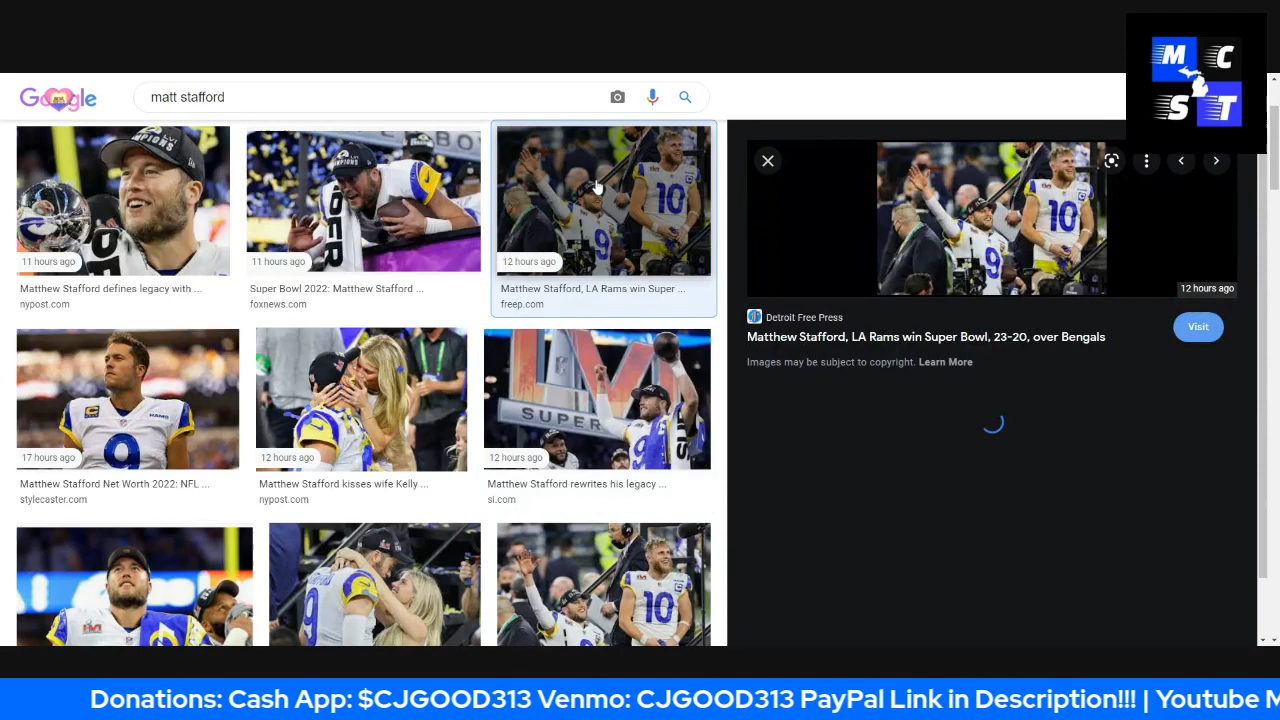 M C
S T
Google
matt stafford
11 hours ago
Matthew Stafford defines legacy with ...
nypost.com
11 hours ago
Super Bowl 2022: Matthew Stafford ...
foxnews.com
12 hours ago
Matthew Stafford, LA Rams win Super ...
freep.com
12 hours ago
Detroit Free Press
Matthew Stafford, LA Rams win Super Bowl, 23-20, over Bengals
Visit
Images may be subject to copyright. Learn More
17 hours ago
Matthew Stafford Net Worth 2022: NFL ...
stylecaster.com
12 hours ago
Matthew Stafford kisses wife Kelly ...
nypost.com
SUPER
12 hours ago
Matthew Stafford rewrites his legacy ...
si.com
Donations: Cash App: $CJGOOD313 Venmo: CJGOOD313 PayPal Link in Description!!! | Youtube M